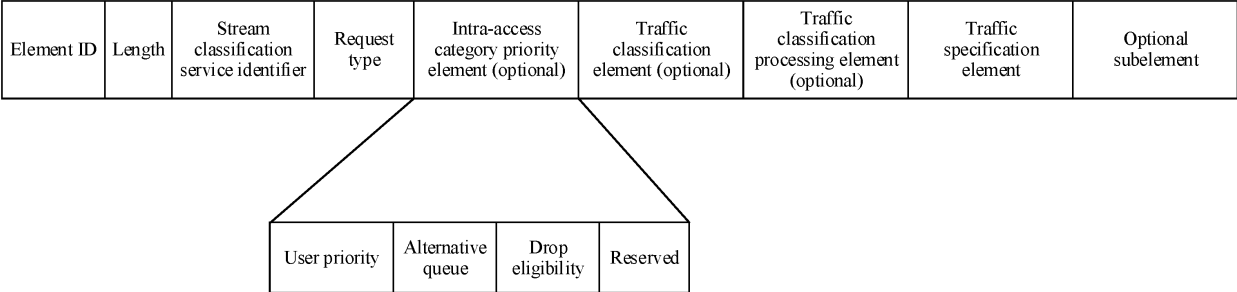 Element ID
Length
Stream
classification
service identifier
Request
type
Intra-access
category priority
element (optional)
Traffic
classification
element (optional)
Traffic
classification
processing element
(optional)
Traffic
specification
element
Optional
subelement
User priority
Alternative
queue
Drop
eligibility
Reserved